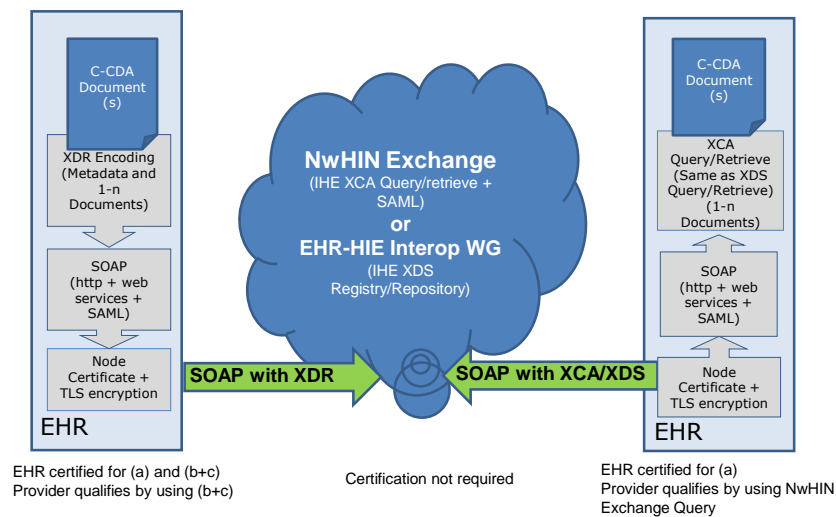 C-CDA
Document
(s)
XDR Encoding
(Metadata and
1-n
Documents)
SOAP
(http + web
services +
SAML)
Node
Certificate +
TLS encryption
EHR
EHR certified for (a) and (b+c)
Provider qualifies by using (b+c)
NwHIN Exchange
(IHE XCA Query/retrieve +
SAML)
or
EHR-HIE Interop WG
(IHE XDS
Registry/Repository)
SOAP with XDR
SOAP with XCA/XDS
Certification not required
C-CDA
Document
(s)
XCA
Query/Retrieve
(Same as XDS
Query/Retrieve)
(1-n
Documents)
SOAP
(http + web
services +
SAML)
Node
Certificate +
TLS encryption
EHR
EHR certified for (a)
Provider qualifies by using NwHIN
Exchange Query